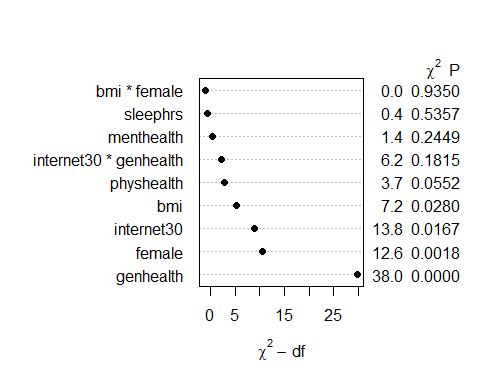 χ² P
bmi * female 0.0 0.9350
sleephrs 0.4 0.5357
menthealth 1.4 0.2449
internet30 * genhealth 6.2 0.1815
physhealth 3.7 0.0552
bmi 7.2 0.0280
internet30 13.8 0.0167
female 12.6 0.0018
genhealth 38.0 0.0000
0 5 15 25
χ² − df